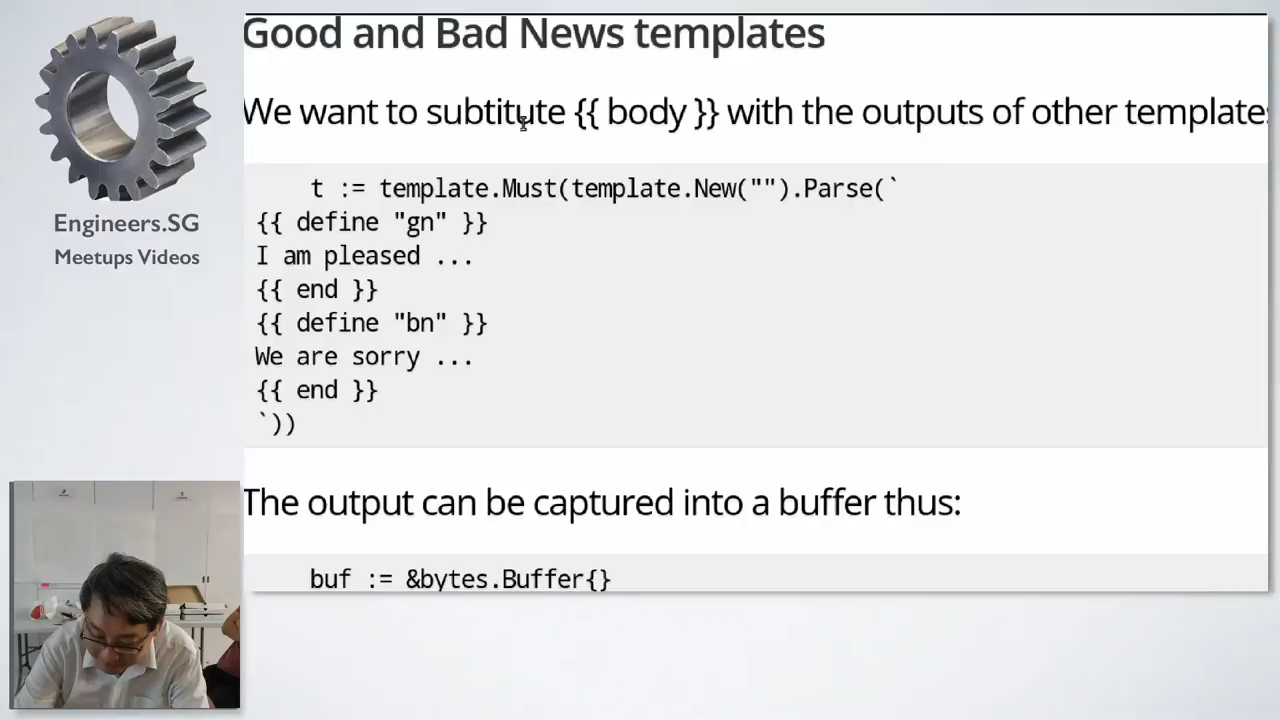 Good and Bad News templates
We want to subtitute {{ body }} with the outputs of other templates
    t := template.Must(template.New("").Parse(`
{{ define "gn" }}
I am pleased ...
{{ end }}
{{ define "bn" }}
We are sorry ...
{{ end }}
`))
The output can be captured into a buffer thus:
    buf := &bytes.Buffer{}
Engineers.SG
Meetups Videos